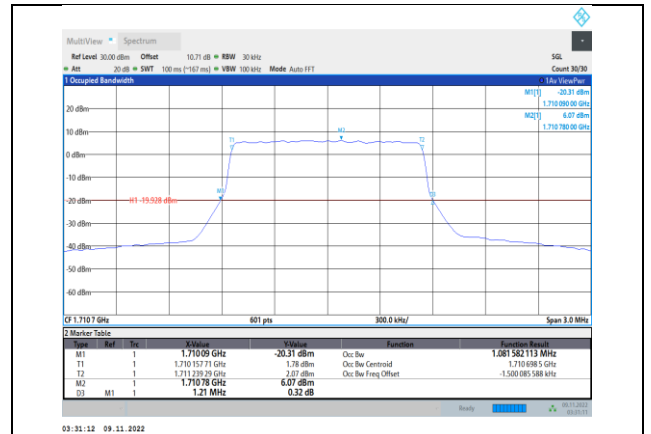 MultiView Spectrum
Ref Level 30.00 dBm Offset 10.71 dB RBW 30 kHz SGL
Att 20 dB SWT 100 ms (~167 ms) VBW 100 kHz Mode Auto FFT Count 30/30
1 Occupied Bandwidth 1Av ViewPwr
M1[1] -20.31 dBm
1.710 090 00 GHz
M2[1] 6.07 dBm
1.710 780 00 GHz
20 dBm
10 dBm
M2
T1 T2
0 dBm
-10 dBm
M1
D3
-20 dBm H1 -19.928 dBm
-30 dBm
-40 dBm
-50 dBm
-60 dBm
CF 1.710 7 GHz 601 pts 300.0 kHz/ Span 3.0 MHz
2 Marker Table
Type Ref Trc X-Value Y-Value Function Function Result
M1 1 1.71009 GHz -20.31 dBm Occ Bw 1.081 582 113 MHz
T1 1 1.710 157 71 GHz 1.78 dBm Occ Bw Centroid 1.710 698 5 GHz
T2 1 1.711 239 29 GHz 2.07 dBm Occ Bw Freq Offset -1.500 085 588 kHz
M2 1 1.71078 GHz 6.07 dBm
D3 M1 1 1.21 MHz 0.32 dB
Ready 09.11.2022
03:31:11
03:31:12 09.11.2022